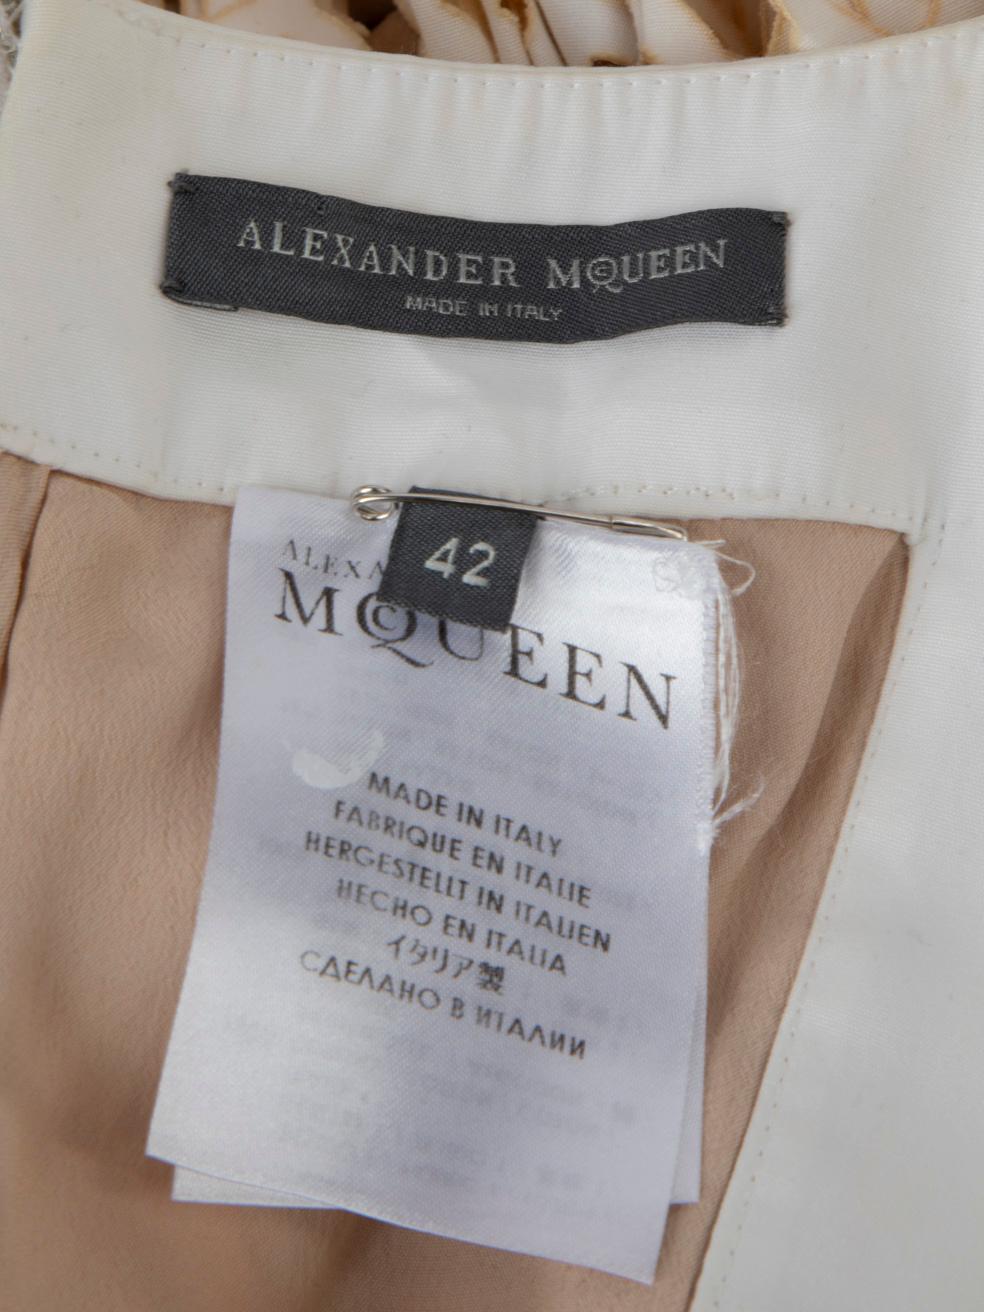 ALEXANDER MCQUEEN
MADE IN ITALY
42
ALEXA
MCQUEEN
MADE IN ITALY
FABRIQUE EN ITALIE
HERGESTELLT IN ITALIEN
HECHO EN ITALIA
イタリア製
СДЕЛАНО В ИТАЛИИ